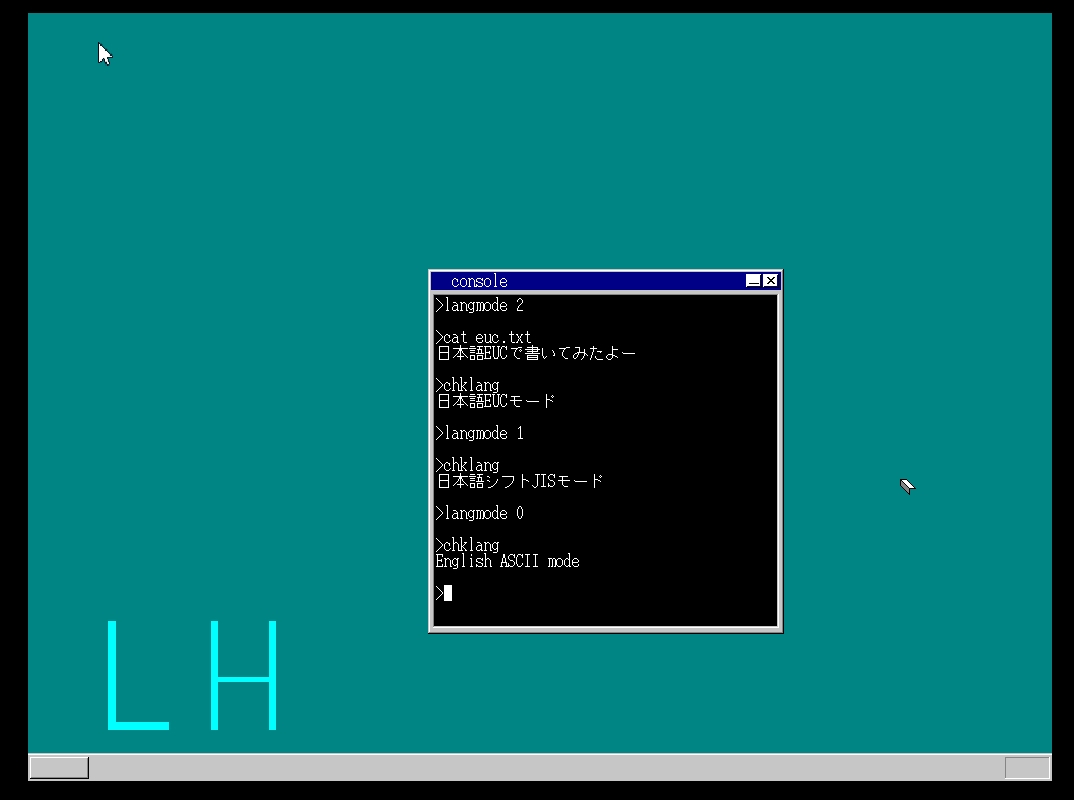 console
>langmode 2
>cat euc.txt
日本語EUCで書いてみたよー
>chklang
日本語EUCモード
>langmode 1
>chklang
日本語シフトJISモード
>langmode 0
>chklang
English ASCII mode
>
LH